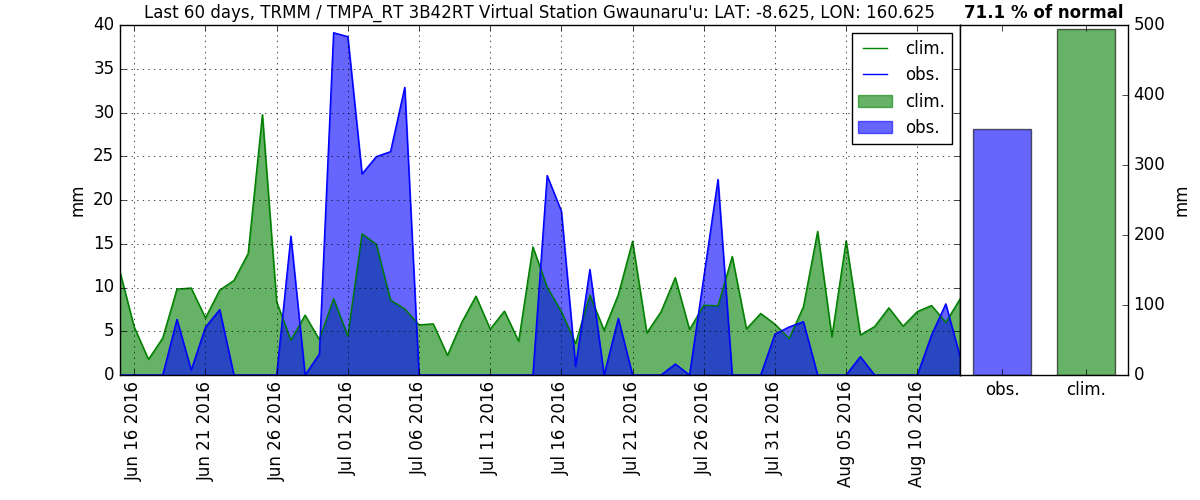 Last 60 days, TRMM / TMPA_RT 3B42RT Virtual Station Gwaunaru'u: LAT: -8.625, LON: 160.625
71.1 % of normal
mm
40
35
30
25
20
15
10
5
0
clim.
obs.
clim.
obs.
500
400
300
200
100
0
mm
Jun 16 2016
Jun 21 2016
Jun 26 2016
Jul 01 2016
Jul 06 2016
Jul 11 2016
Jul 16 2016
Jul 21 2016
Jul 26 2016
Jul 31 2016
Aug 05 2016
Aug 10 2016
obs.
clim.